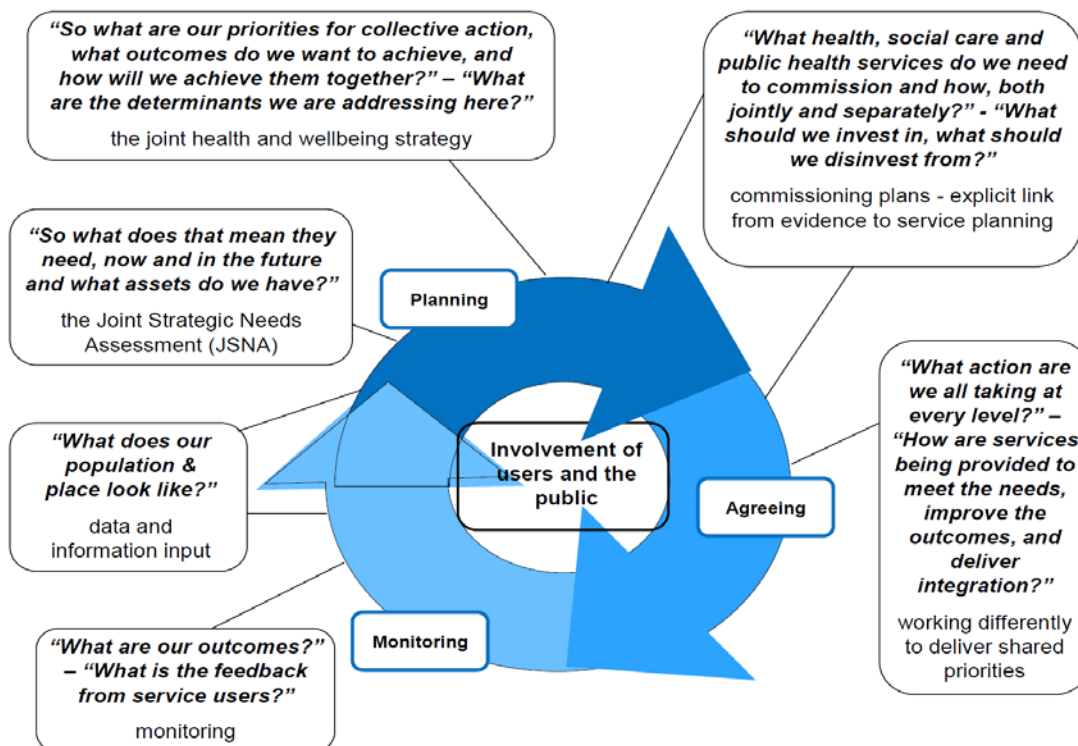 “So what are our priorities for collective action,
what outcomes do we want to achieve, and
how will we achieve them together?” – “What
are the determinants we are addressing here?”
the joint health and wellbeing strategy
“What health, social care and
public health services do we need
to commission and how, both
jointly and separately?” - “What
should we invest in, what should
we disinvest from?”
commissioning plans - explicit link
from evidence to service planning
“So what does that mean they
need, now and in the future
and what assets do we have?”
the Joint Strategic Needs
Assessment (JSNA)
Planning
“What action are
we all taking at
every level?” –
“How are services
being provided to
meet the needs,
improve the
outcomes, and
deliver
integration?”
working differently
to deliver shared
priorities
“What does our
population &
place look like?”
data and
information input
Involvement of
users and the
public
Agreeing
Monitoring
“What are our outcomes?”
– “What is the feedback
from service users?”
monitoring